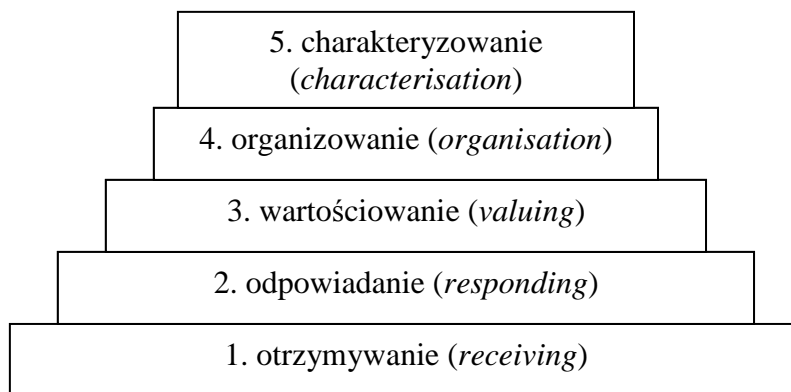 5. charakteryzowanie
(characterisation)
4. organizowanie (organisation)
3. wartościowanie (valuing)
2. odpowiadanie (responding)
1. otrzymywanie (receiving)